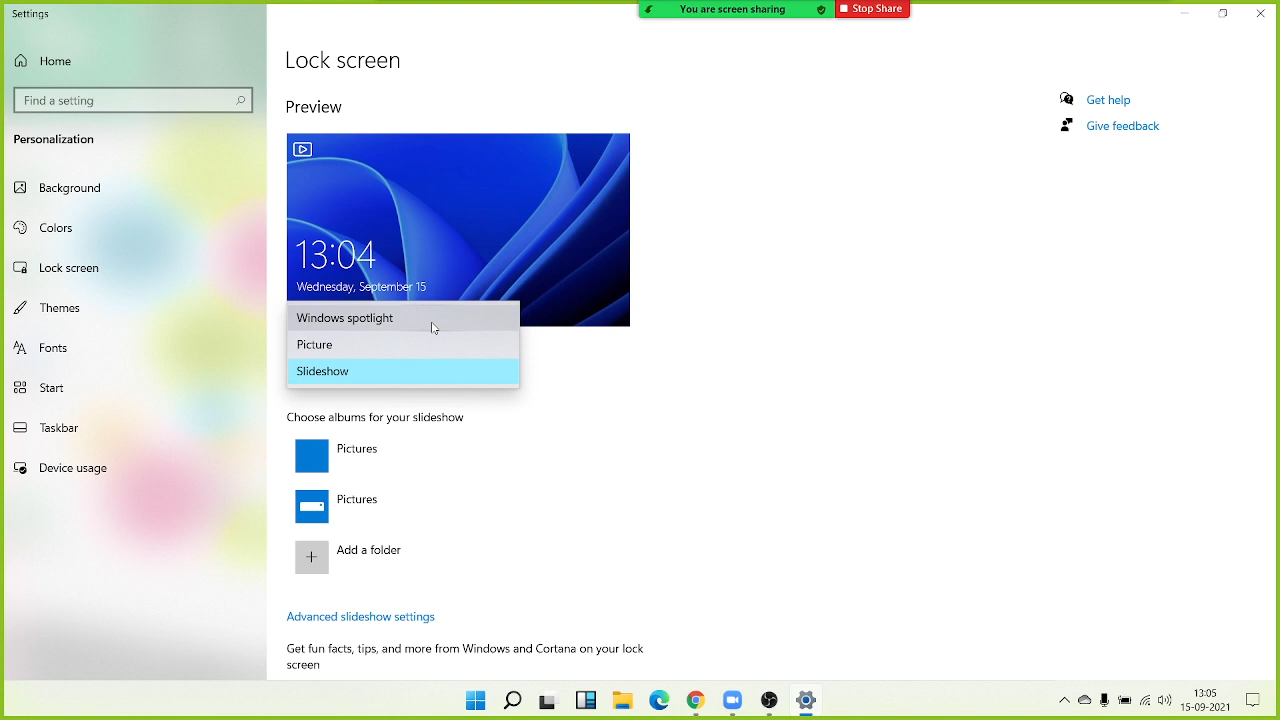 Settings
You are screen sharing
Stop Share
Home
Find a setting
Personalization
Background
Colors
Lock screen
Themes
Fonts
Start
Taskbar
Device usage
Lock screen
Preview
13:04
Wednesday, September 15
Windows spotlight
Picture
Slideshow
Choose albums for your slideshow
Pictures
Pictures
Add a folder
Advanced slideshow settings
Get fun facts, tips, and more from Windows and Cortana on your lock
screen
Get help
Give feedback
13:05
15-09-2021